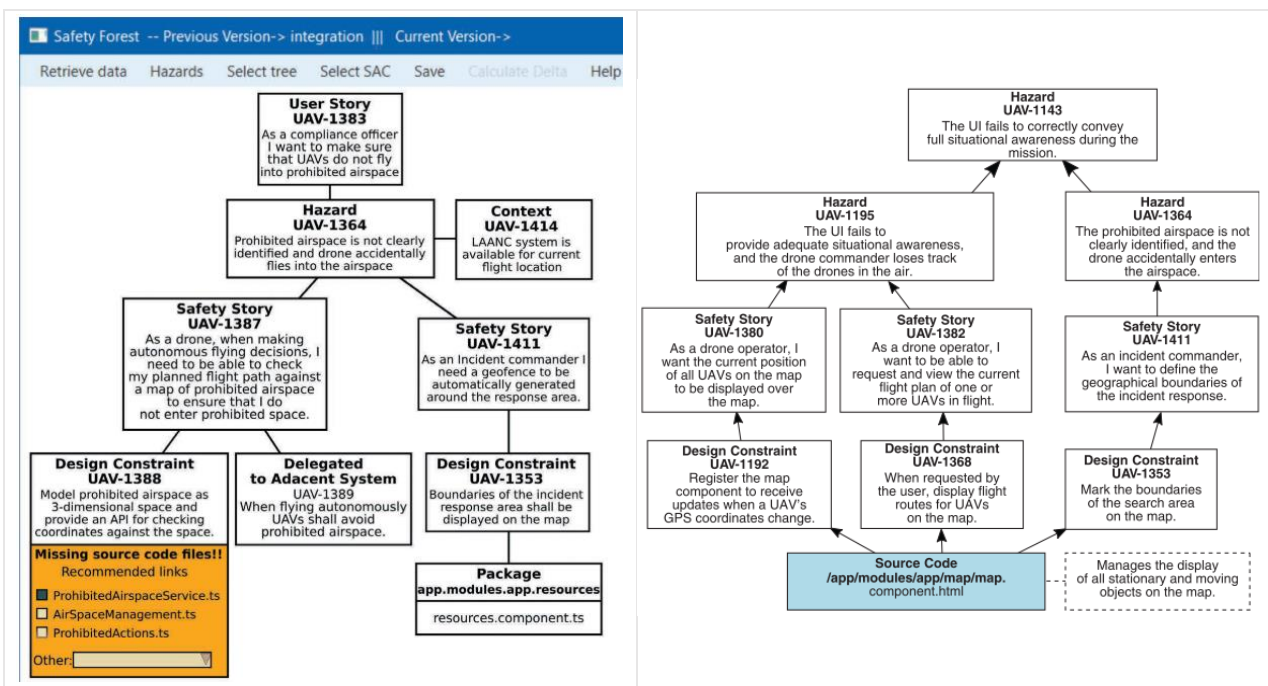 Safety Forest -- Previous Version-> integration ||| Current Version->
Retrieve data Hazards Select tree Select SAC Save Calculate Delta Help
User Story
UAV-1383
As a compliance officer
I want to make sure
that UAVs do not fly
into prohibited airspace
Hazard
UAV-1364
Prohibited airspace is not clearly
identified and drone accidentally
flies into the airspace
Context
UAV-1414
LAANC system is
available for current
flight location
Safety Story
UAV-1387
As a drone, when making
autonomous flying decisions, I
need to be able to check
my planned flight path against
a map of prohibited airspace
to ensure that I do
not enter prohibited space.
Safety Story
UAV-1411
As an Incident commander I
need a geofence to be
automatically generated
around the response area.
Design Constraint
UAV-1388
Model prohibited airspace as
3-dimensional space and
provide an API for checking
coordinates against the space.
Missing source code files!!
Recommended links
ProhibitedAirspaceService.ts
AirSpaceManagement.ts
ProhibitedActions.ts
Other:
Delegated
to Adacent System
UAV-1389
When flying autonomously
UAVs shall avoid
prohibited airspace.
Design Constraint
UAV-1353
Boundaries of the incident
response area shall be
displayed on the map
Package
app.modules.app.resources
resources.component.ts
Hazard
UAV-1143
The UI fails to correctly convey
full situational awareness during the
mission.
Hazard
UAV-1195
The UI fails to
provide adequate situational awareness,
and the drone commander loses track
of the drones in the air.
Hazard
UAV-1364
The prohibited airspace is not
clearly identified, and the
drone accidentally enters
the airspace.
Safety Story
UAV-1380
As a drone operator, I
want the current position
of all UAVs on the map
to be displayed over
the map.
Safety Story
UAV-1382
As a drone operator, I
want to be able to
request and view the current
flight plan of one or
more UAVs in flight.
Safety Story
UAV-1411
As an incident commander,
I want to define the
geographical boundaries of
the incident response.
Design Constraint
UAV-1192
Register the map
component to receive
updates when a UAV's
GPS coordinates change.
Design Constraint
UAV-1368
When requested by
the user, display flight
routes for UAVs
on the map.
Design Constraint
UAV-1353
Mark the boundaries
of the search area
on the map.
Source Code
/app/modules/app/map/map.
component.html
Manages the display
of all stationary and moving
objects on the map.